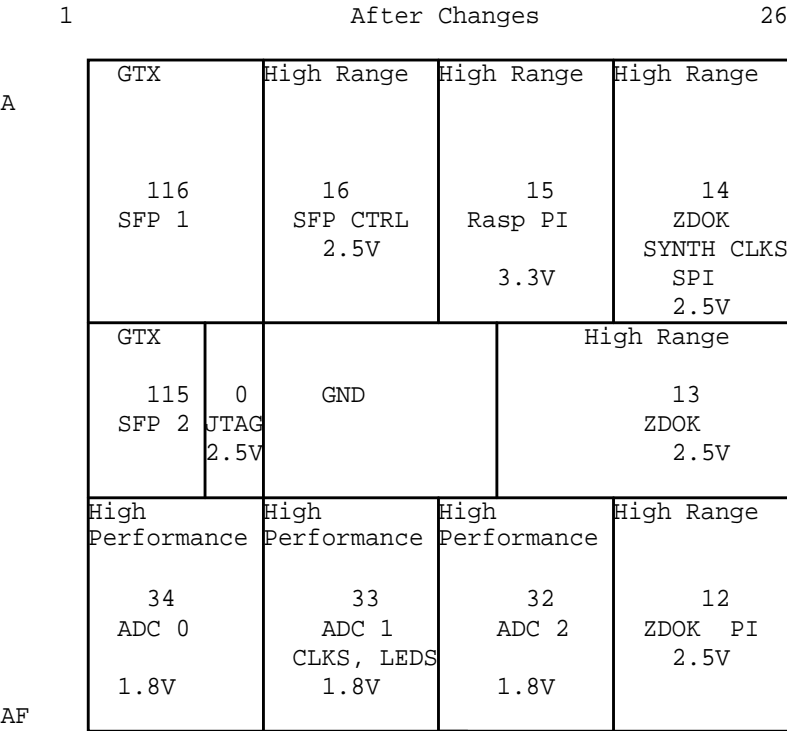 1 After Changes 26
A
GTX High Range High Range High Range
116 16 15 14
SFP 1 SFP CTRL Rasp PI ZDOK
2.5V SYNTH CLKS
3.3V SPI
2.5V
GTX High Range
115 0 GND 13
SFP 2 JTAG ZDOK
2.5V 2.5V
High High High High Range
Performance Performance Performance
34 33 32 12
ADC 0 ADC 1 ADC 2 ZDOK PI
CLKS, LEDS 2.5V
1.8V 1.8V 1.8V
AF